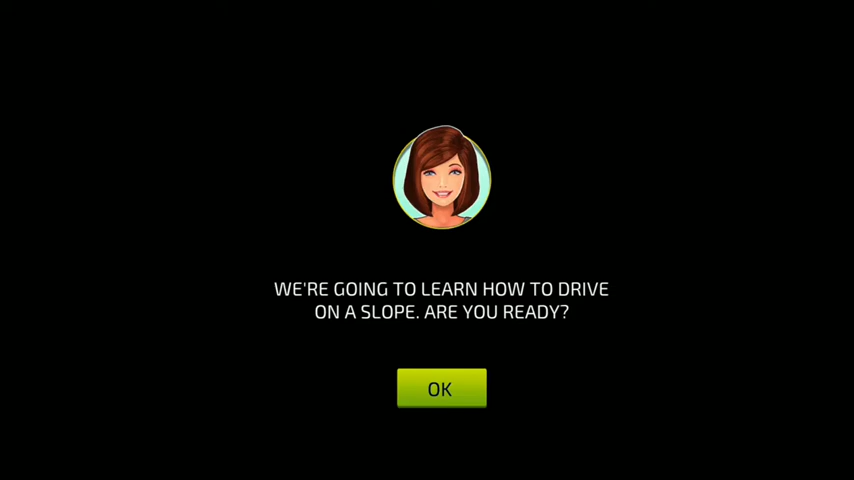 WE'RE GOING TO LEARN HOW TO DRIVE
ON A SLOPE. ARE YOU READY?
OK